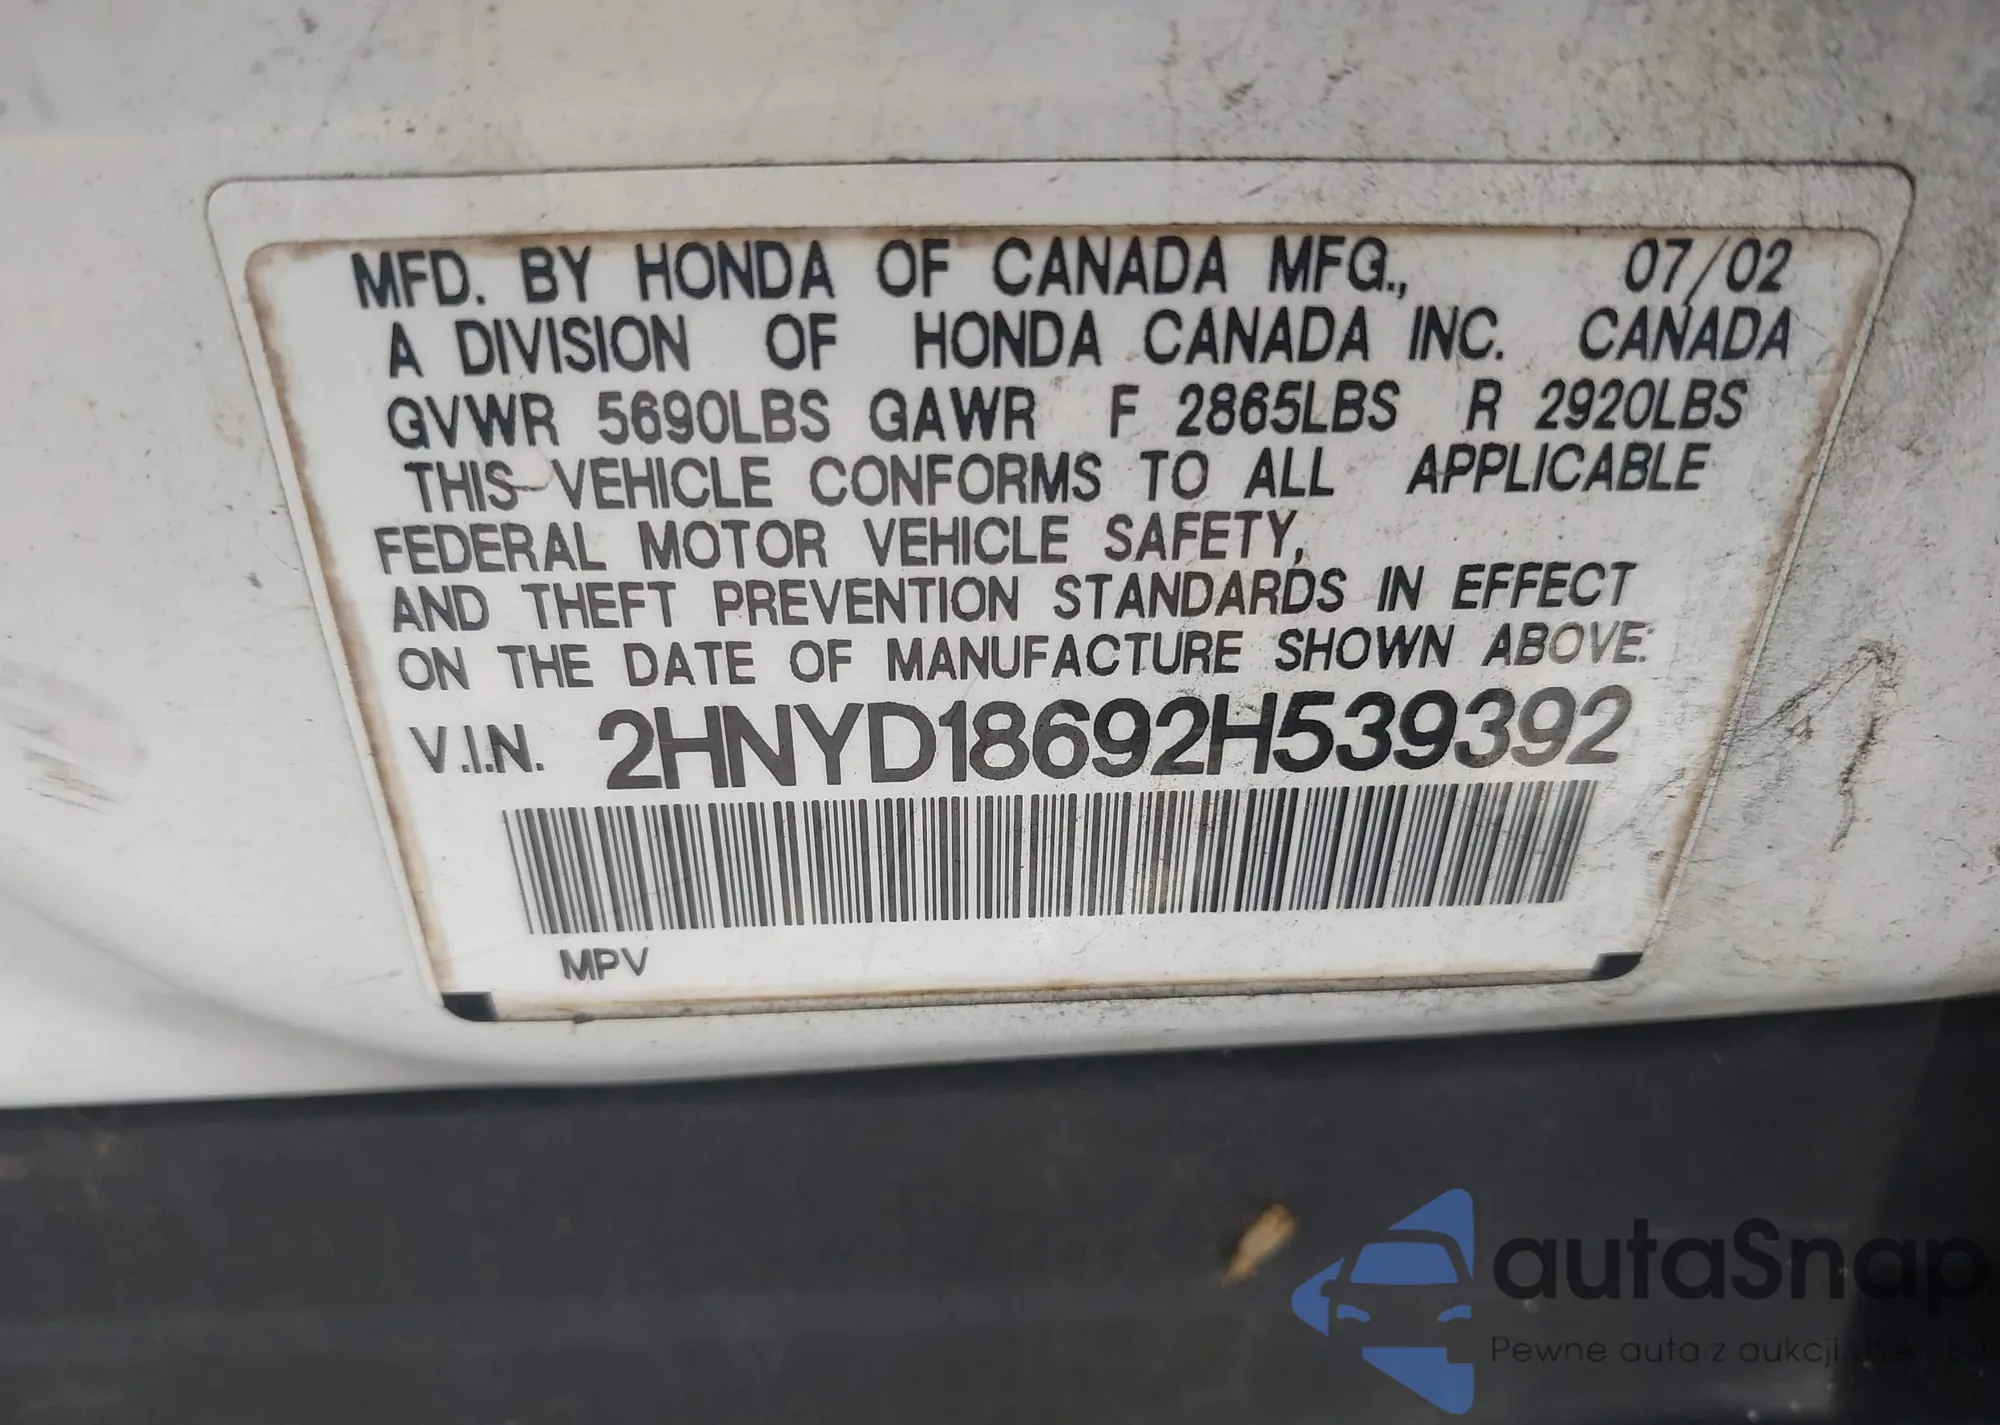 MFD. BY HONDA OF CANADA MFG., 07/02
A DIVISION OF HONDA CANADA INC. CANADA
GVWR 5690LBS GAWR F 2865LBS R 2920LBS
THIS VEHICLE CONFORMS TO ALL APPLICABLE
FEDERAL MOTOR VEHICLE SAFETY,
AND THEFT PREVENTION STANDARDS IN EFFECT
ON THE DATE OF MANUFACTURE SHOWN ABOVE:
V.I.N. 2HNYD18692H539392
MPV
autaSnap
Pewne auta z aukcji USA